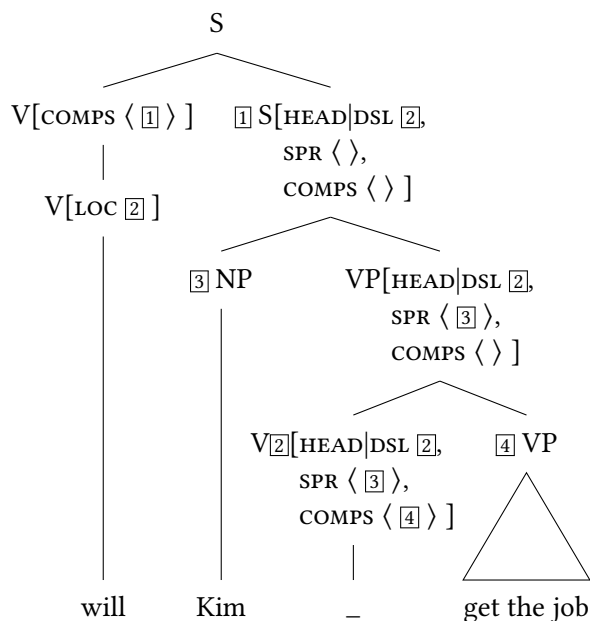 S
V[COMPS ⟨ 1 ⟩ ] 1 S[HEAD|DSL 2,
SPR ⟨ ⟩,
COMPS ⟨ ⟩ ]
V[LOC 2 ]
3 NP VP[HEAD|DSL 2,
SPR ⟨ 3 ⟩,
COMPS ⟨ ⟩ ]
V2[HEAD|DSL 2, 4 VP
SPR ⟨ 3 ⟩,
COMPS ⟨ 4 ⟩ ]
will Kim _ get the job